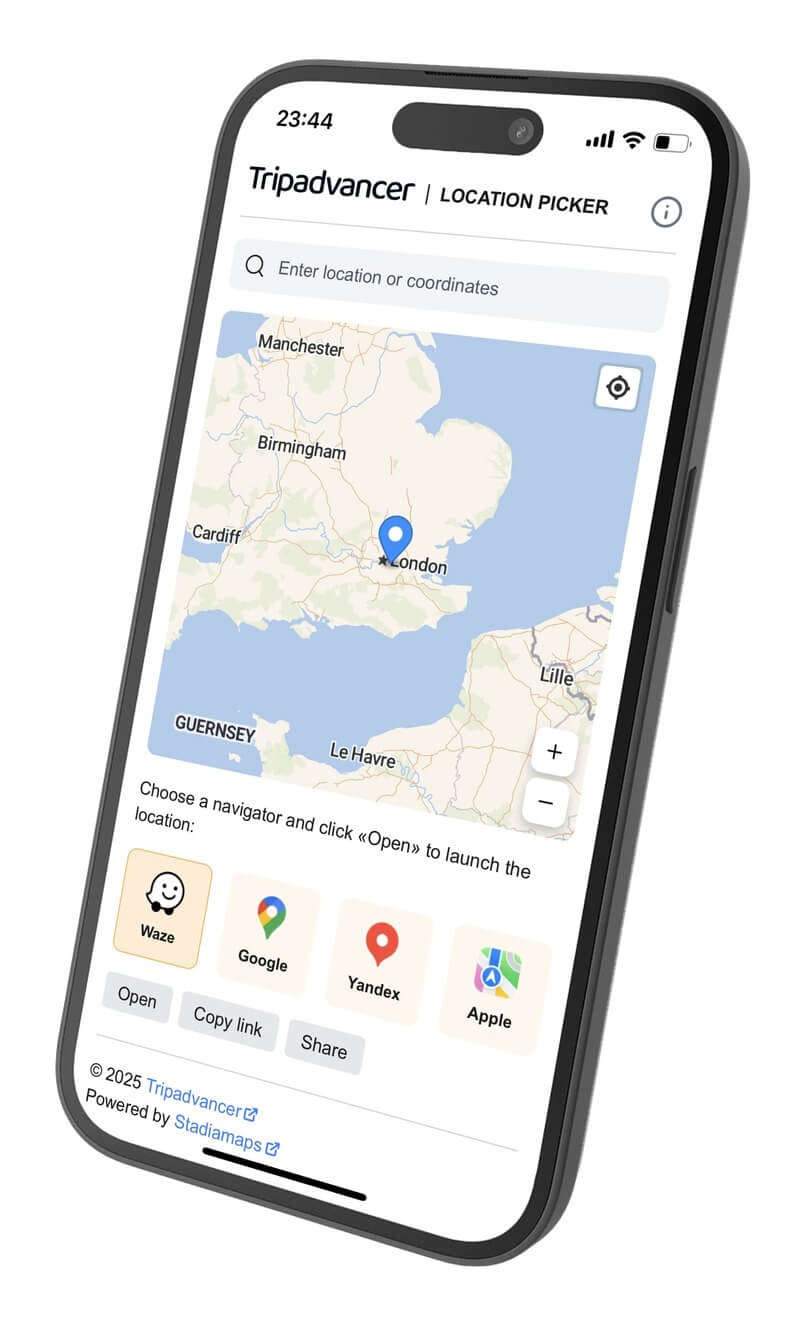 23:44
Tripadvancer | LOCATION PICKER
Enter location or coordinates
Manchester
Birmingham
Cardiff
London
Lille
GUERNSEY
Le Havre
+
−
Choose a navigator and click «Open» to launch the
location:
Waze
Google
Yandex
Apple
Open
Copy link
Share
© 2025 Tripadvancer
Powered by Stadiamaps